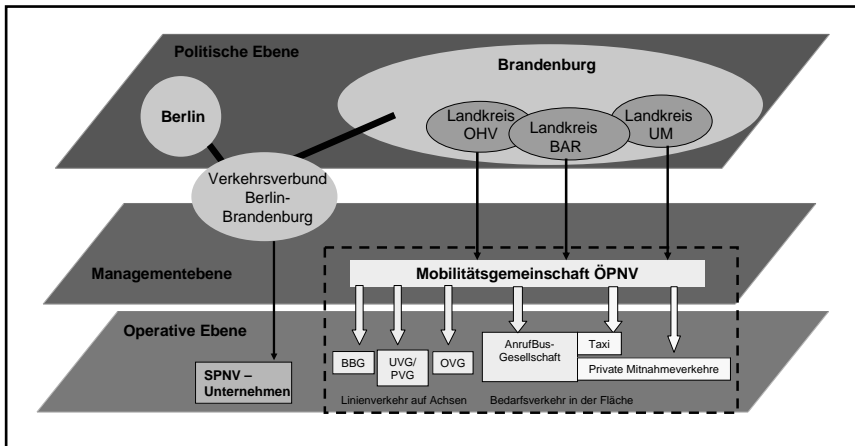 Politische Ebene
Brandenburg
Berlin
Landkreis
OHV
Landkreis
BAR
Landkreis
UM
Verkehrsverbund
Berlin-
Brandenburg
Managementebene
Mobilitätsgemeinschaft ÖPNV
Operative Ebene
BBG
UVG/
PVG
OVG
AnrufBus-
Gesellschaft
Taxi
Private Mitnahmeverkehre
SPNV –
Unternehmen
Linienverkehr auf Achsen
Bedarfsverkehr in der Fläche